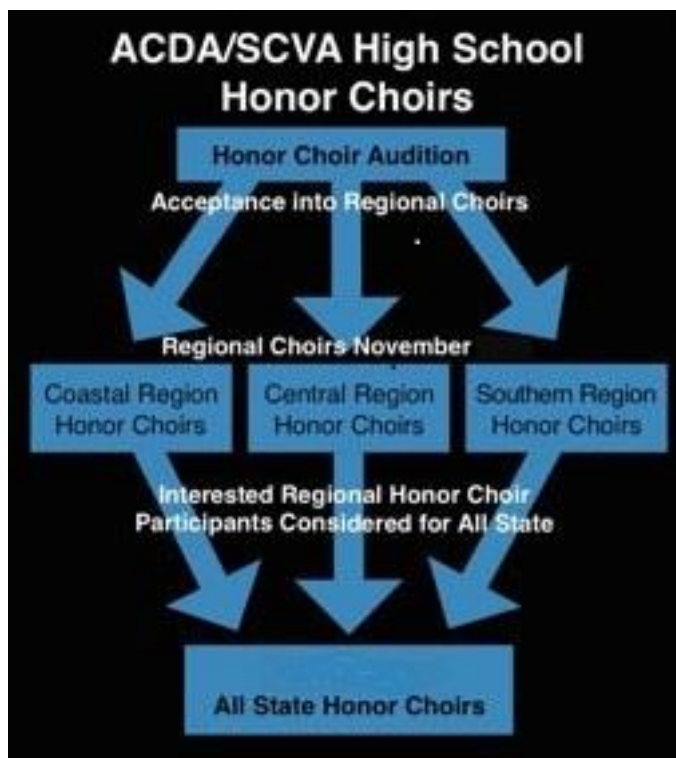 ACDA/SCVA High School
Honor Choirs
Honor Choir Audition
Acceptance into Regional Choirs
Regional Choirs November
Coastal Region
Honor Choirs
Central Region
Honor Choirs
Southern Region
Honor Choirs
Interested Regional Honor Choir
Participants Considered for All State
All State Honor Choirs